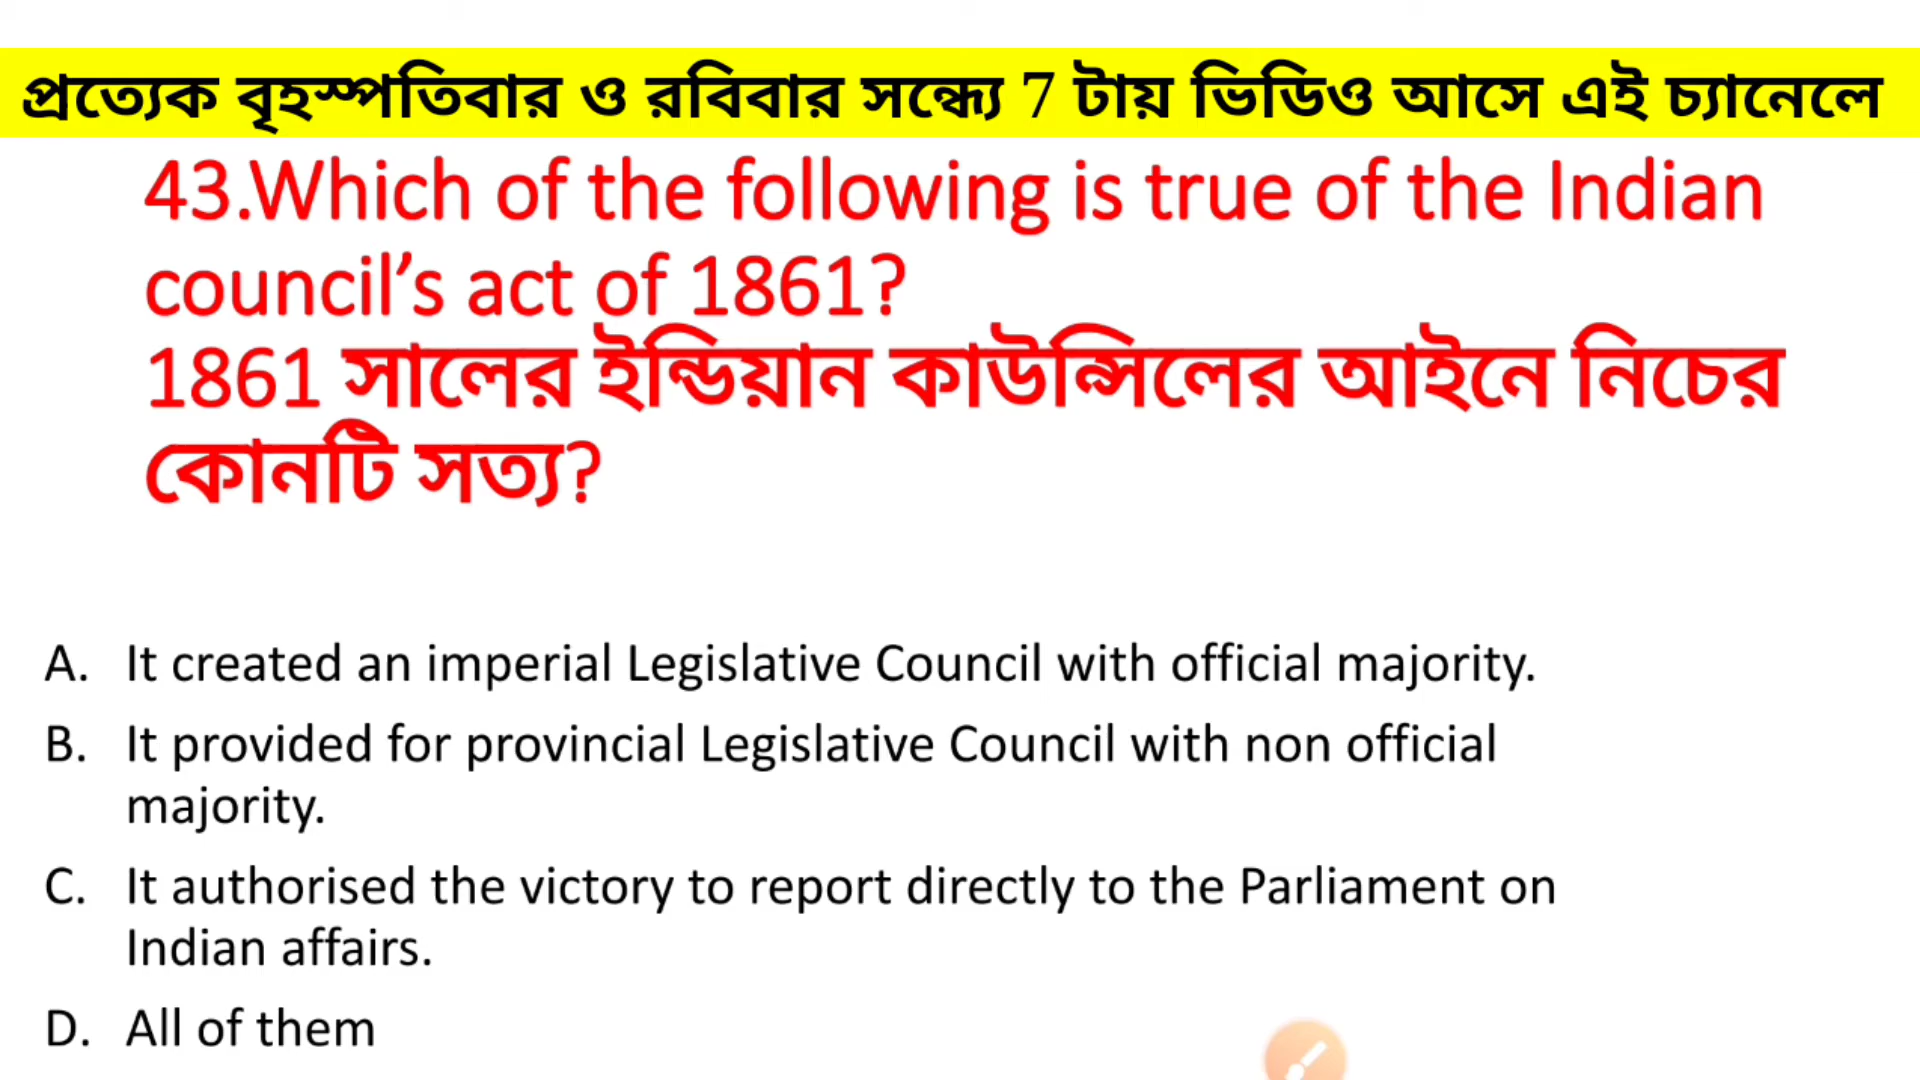 প্রত্যেক বৃহস্পতিবার ও রবিবার সন্ধ্যে 7 টায় ভিডিও আসে এই চ্যানেলে
43.Which of the following is true of the Indian
council’s act of 1861?
1861 সালের ইন্ডিয়ান কাউন্সিলের আইনে নিচের
কোনটি সত্য?
A. It created an imperial Legislative Council with official majority.
B. It provided for provincial Legislative Council with non official
majority.
C. It authorised the victory to report directly to the Parliament on
Indian affairs.
D. All of them